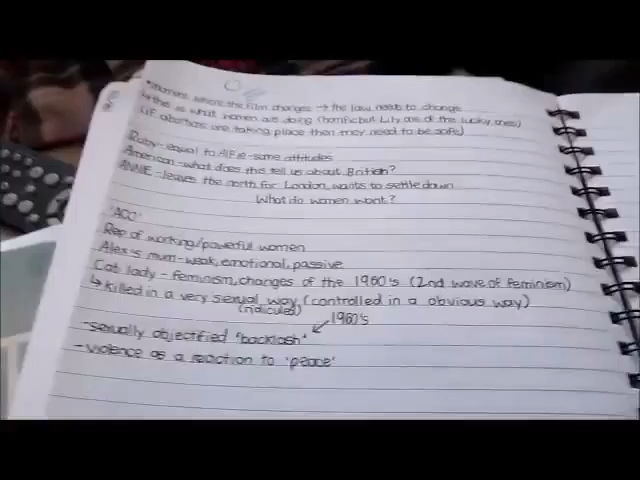 *Moment where the film changes → the law needs to change
↳this is what women are doing (horrific but Lily one of the lucky ones)
(if abortions are taking place then they need to be safe)
Ruby - equal to Alfie - same attitudes
American - what does this tell us about British?
ANNIE - leaves the north for London, wants to settle down
What do women want?
'ACO'
Rep of working/powerful women
Alex's mum - weak, emotional, passive
Cat lady - feminism, changes of the 1960's (2nd wave of feminism)
↳ Killed in a very sexual way (controlled in a obvious way)
(ridicules)
1960's
- sexually objectified 'backlash'
- violence as a reaction to 'peace'